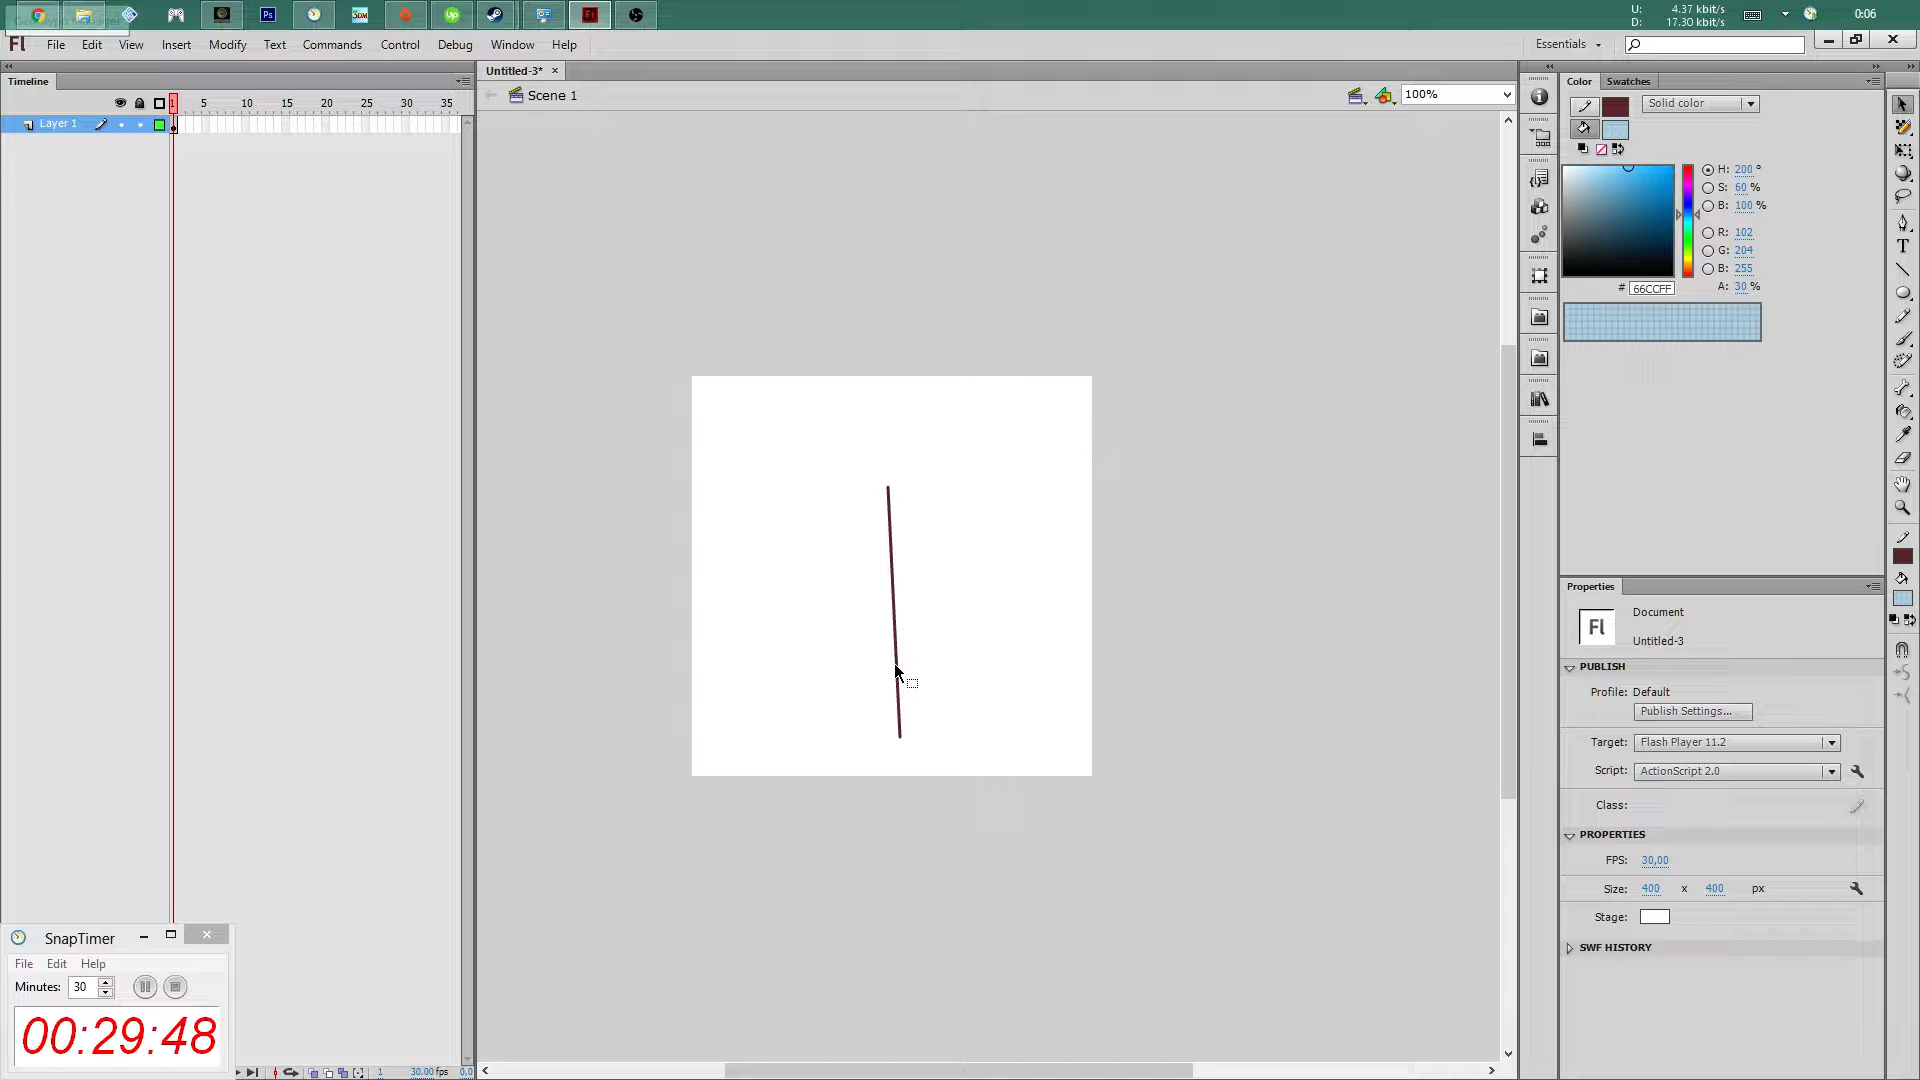 U: 4.37 kbit/s
D: 17.30 kbit/s
0:06
Fl File Edit View Insert Modify Text Commands Control Debug Window Help
Essentials
Timeline
Untitled-3* ×
Color Swatches
1 5 10 15 20 25 30 35
Scene 1
100%
Solid color
Layer 1
H: 200 °
S: 60 %
B: 100 %
R: 102
G: 204
B: 255
# 66CCFF
A: 30 %
Properties
Fl
Document
Untitled-3
PUBLISH
Profile: Default
Publish Settings...
Target: Flash Player 11.2
Script: ActionScript 2.0
Class:
PROPERTIES
FPS: 30,00
Size: 400 x 400 px
Stage:
SWF HISTORY
SnapTimer
File Edit Help
Minutes: 30
00:29:48
1 30,00 fps 0,0